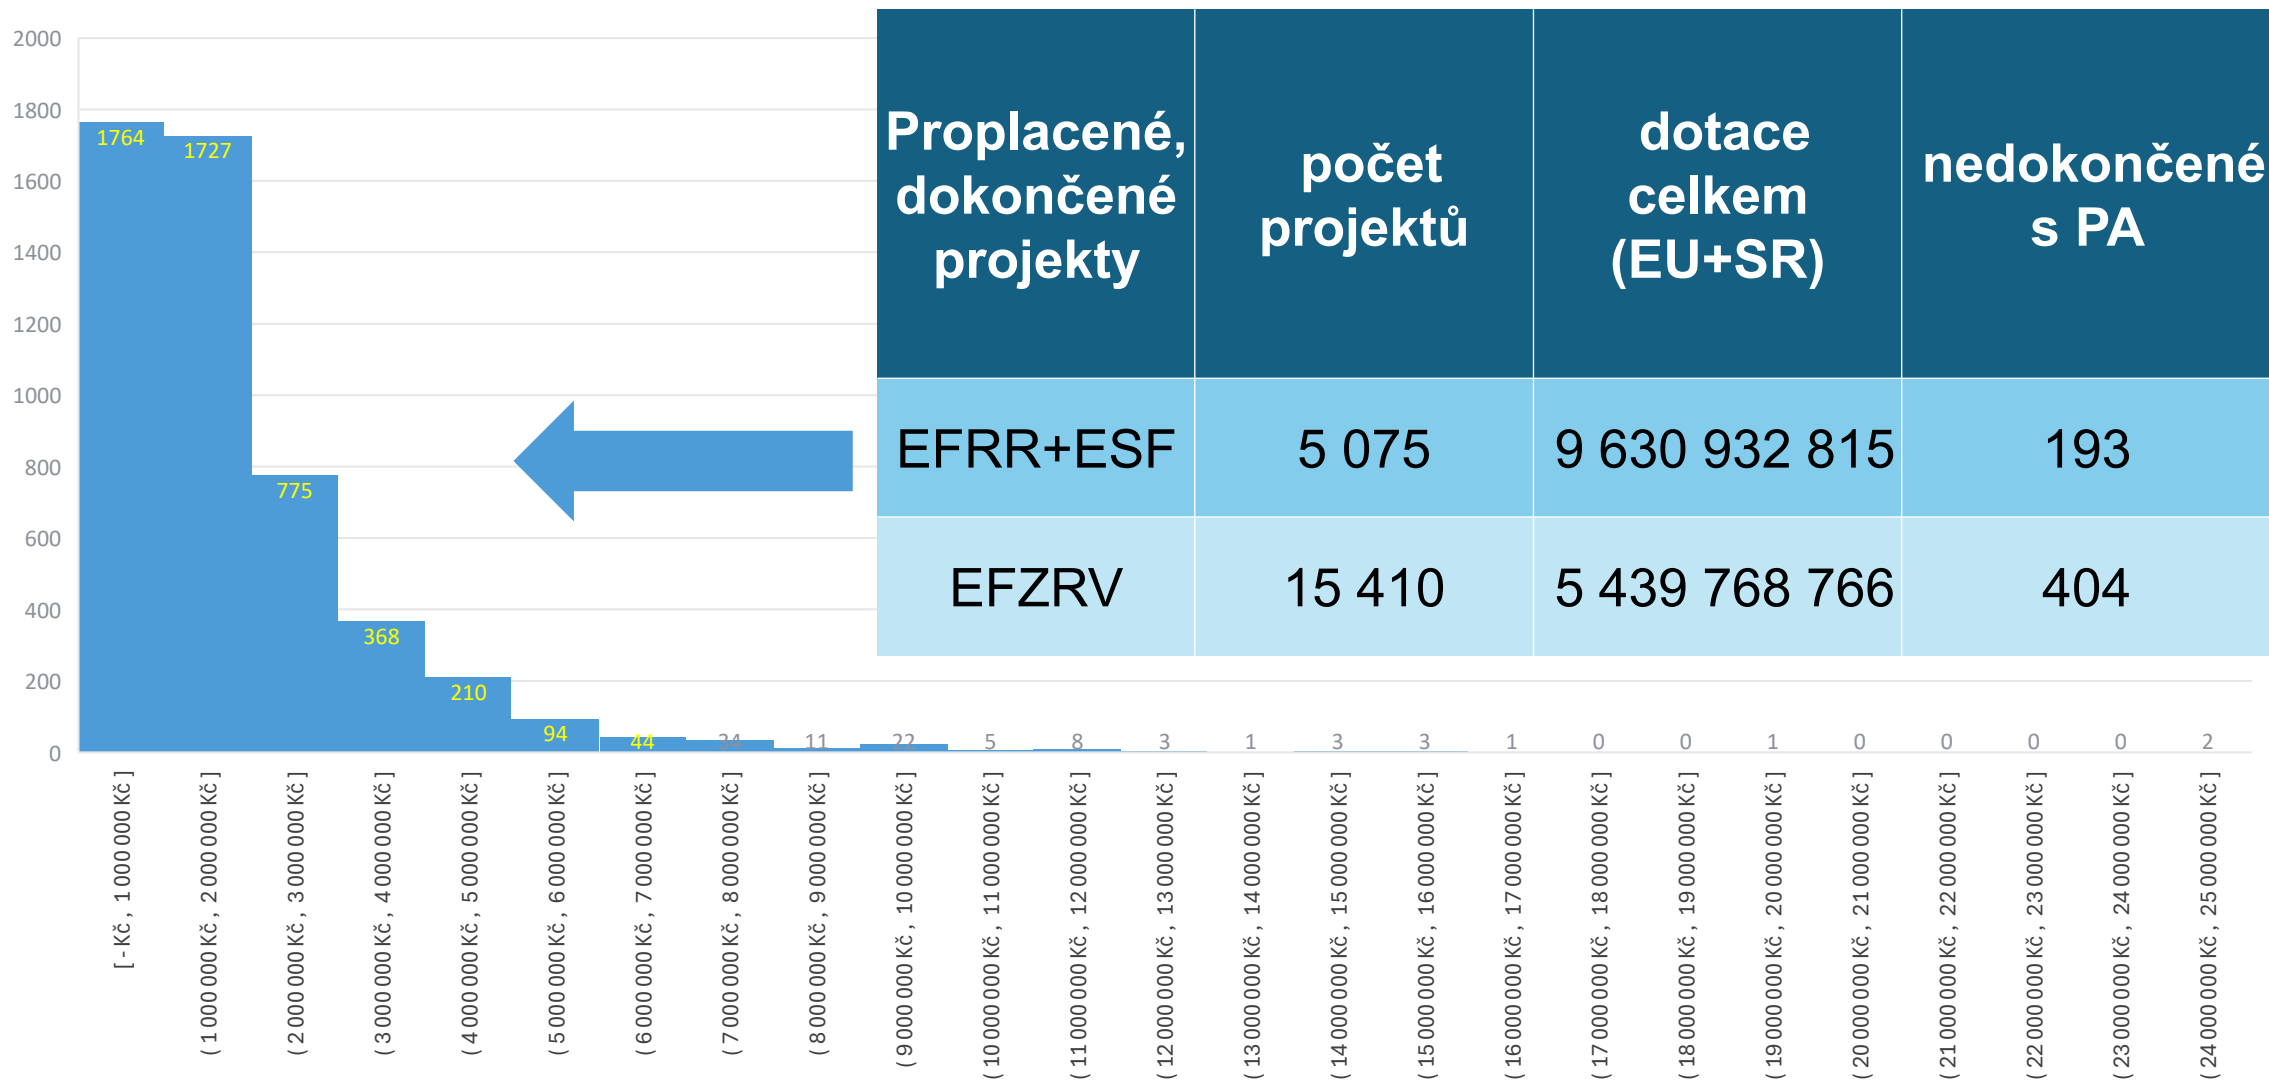 2000
1800
1600
1400
1200
1000
800
600
400
200
0
1764
1727
775
368
210
94
44
34
11
22
5
8
3
1
3
3
1
0
0
1
0
0
0
0
2
[ - Kč , 1 000 000 Kč ]
( 1 000 000 Kč , 2 000 000 Kč ]
( 2 000 000 Kč , 3 000 000 Kč ]
( 3 000 000 Kč , 4 000 000 Kč ]
( 4 000 000 Kč , 5 000 000 Kč ]
( 5 000 000 Kč , 6 000 000 Kč ]
( 6 000 000 Kč , 7 000 000 Kč ]
( 7 000 000 Kč , 8 000 000 Kč ]
( 8 000 000 Kč , 9 000 000 Kč ]
( 9 000 000 Kč , 10 000 000 Kč ]
( 10 000 000 Kč , 11 000 000 Kč ]
( 11 000 000 Kč , 12 000 000 Kč ]
( 12 000 000 Kč , 13 000 000 Kč ]
( 13 000 000 Kč , 14 000 000 Kč ]
( 14 000 000 Kč , 15 000 000 Kč ]
( 15 000 000 Kč , 16 000 000 Kč ]
( 16 000 000 Kč , 17 000 000 Kč ]
( 17 000 000 Kč , 18 000 000 Kč ]
( 18 000 000 Kč , 19 000 000 Kč ]
( 19 000 000 Kč , 20 000 000 Kč ]
( 20 000 000 Kč , 21 000 000 Kč ]
( 21 000 000 Kč , 22 000 000 Kč ]
( 22 000 000 Kč , 23 000 000 Kč ]
( 23 000 000 Kč , 24 000 000 Kč ]
( 24 000 000 Kč , 25 000 000 Kč ]
Proplacené,
dokončené
projekty
počet
projektů
dotace
celkem
(EU+SR)
nedokončené
s PA
EFRR+ESF
5 075
9 630 932 815
193
EFZRV
15 410
5 439 768 766
404